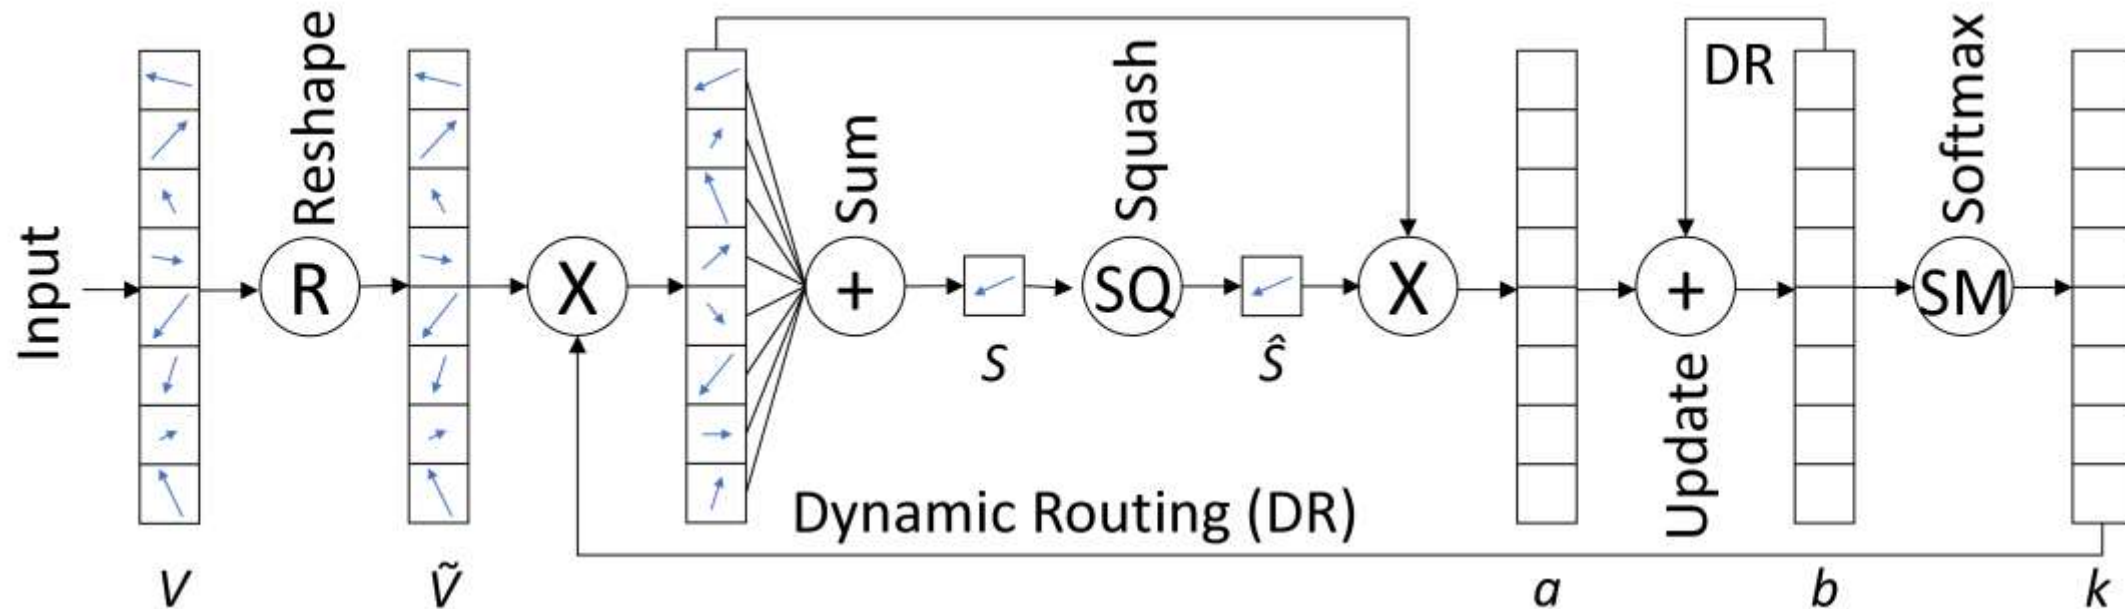 Input
V
R
Reshape
Ṽ
X
Sum
+
S
Squash
SQ
Ŝ
X
Dynamic Routing (DR)
a
+
Update
DR
b
Softmax
SM
k